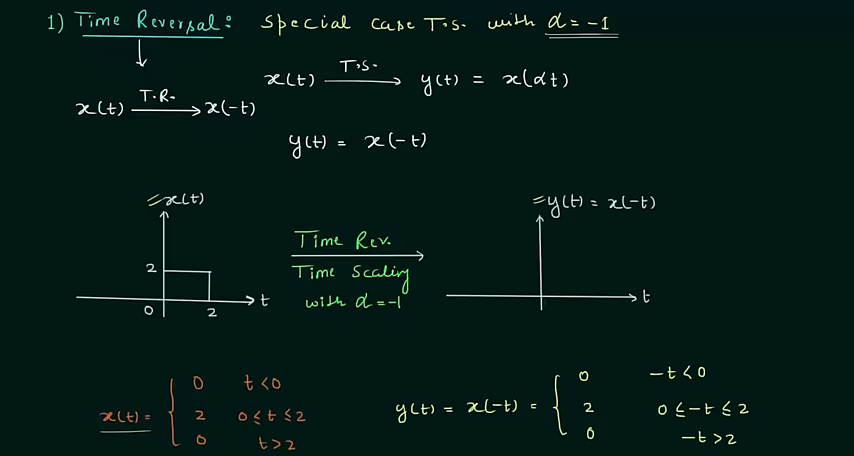 1) Time Reversal: Special case T.S. with α = -1
x(t) T.S. y(t) = x(αt)
x(t) T.R. x(-t)
y(t) = x(-t)
x(t)
y(t) = x(-t)
Time Rev.
Time Scaling
with α = -1
2
0
2
t
t
x(t) =
0 t < 0
2 0 ≤ t ≤ 2
0 t > 2
y(t) = x(-t) =
0 -t < 0
2 0 ≤ -t ≤ 2
0 -t > 2